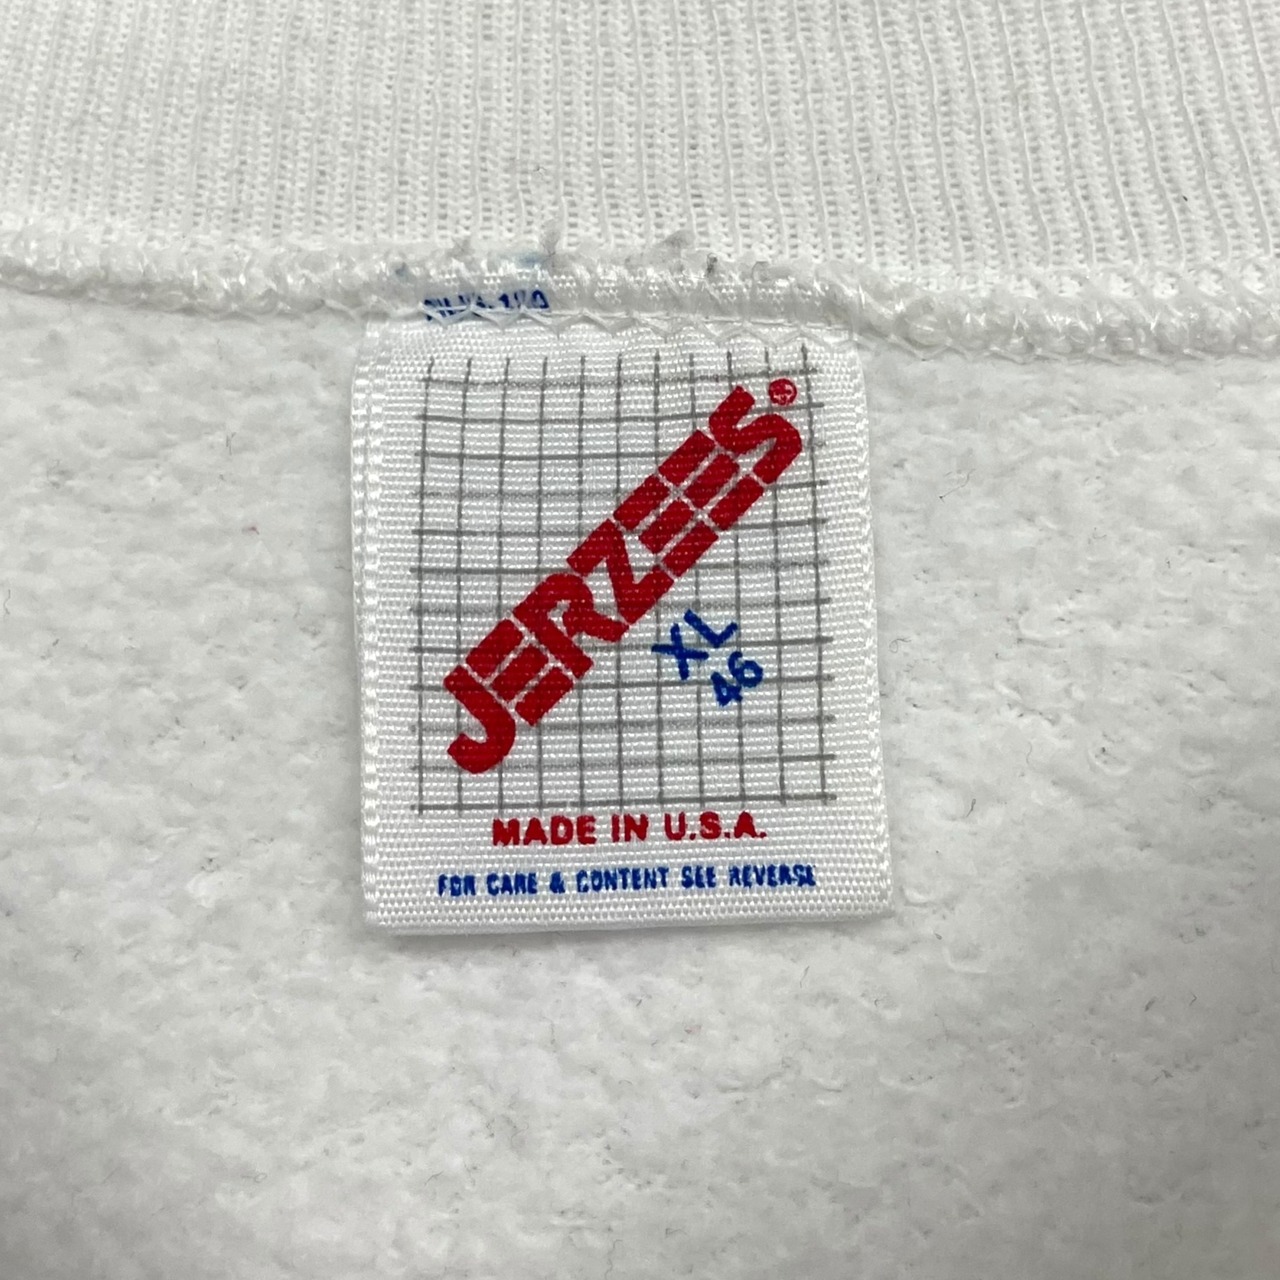 JERZEES®
XL
46
MADE IN U.S.A.
FOR CARE & CONTENT SEE REVERSE